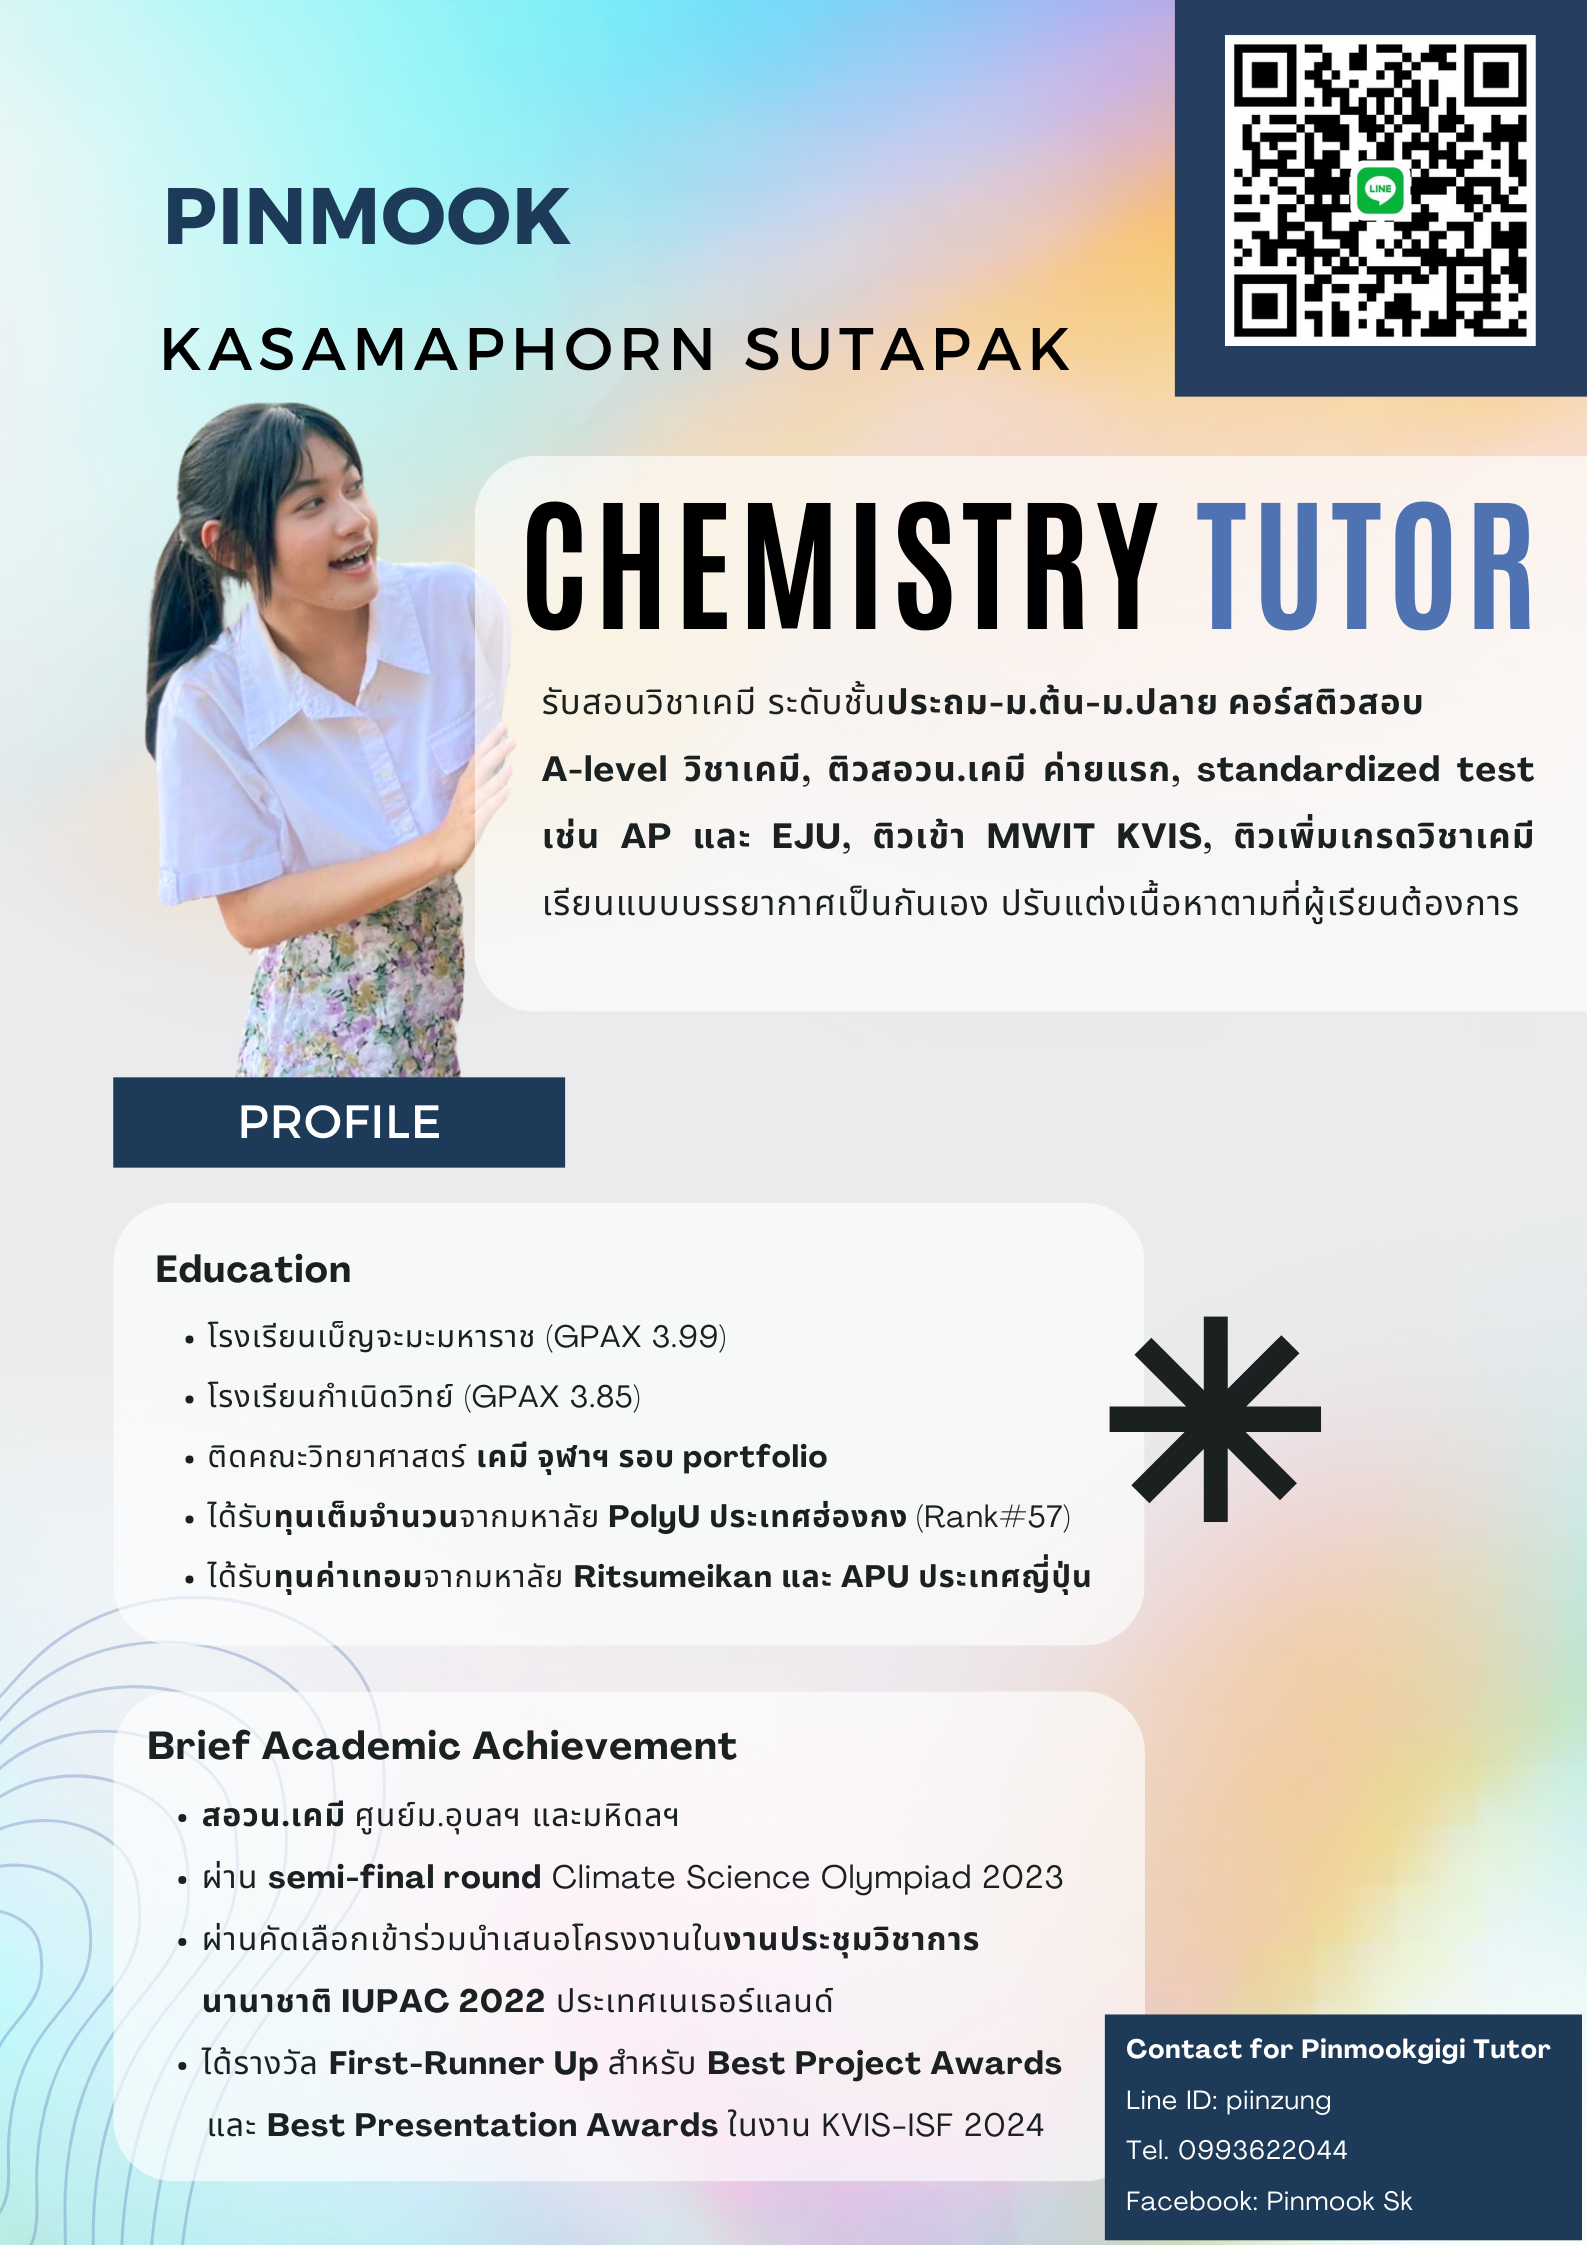 PINMOOK
KASAMAPHORN SUTAPAK
LINE
CHEMISTRY TUTOR
รับสอนวิชาเคมี ระดับชั้นประถม-ม.ต้น-ม.ปลาย คอร์สติวสอบ
A-level วิชาเคมี, ติวสอวน.เคมี ค่ายแรก, standardized test
เช่น AP และ EJU, ติวเข้า MWIT KVIS, ติวเพิ่มเกรดวิชาเคมี
เรียนแบบบรรยากาศเป็นกันเอง ปรับแต่งเนื้อหาตามที่ผู้เรียนต้องการ
PROFILE
Education
• โรงเรียนเบ็ญจะมะมหาราช (GPAX 3.99)
• โรงเรียนกำเนิดวิทย์ (GPAX 3.85)
• ติดคณะวิทยาศาสตร์ เคมี จุฬาฯ รอบ portfolio
• ได้รับทุนเต็มจำนวนจากมหาลัย PolyU ประเทศฮ่องกง (Rank#57)
• ได้รับทุนค่าเทอมจากมหาลัย Ritsumeikan และ APU ประเทศญี่ปุ่น
Brief Academic Achievement
• สอวน.เคมี ศูนย์ม.อุบลฯ และมหิดลฯ
• ผ่าน semi-final round Climate Science Olympiad 2023
• ผ่านคัดเลือกเข้าร่วมนำเสนอโครงงานในงานประชุมวิชาการ
นานาชาติ IUPAC 2022 ประเทศเนเธอร์แลนด์
• ได้รางวัล First-Runner Up สำหรับ Best Project Awards
และ Best Presentation Awards ในงาน KVIS-ISF 2024
Contact for Pinmookgigi Tutor
Line ID: piinzung
Tel. 0993622044
Facebook: Pinmook Sk